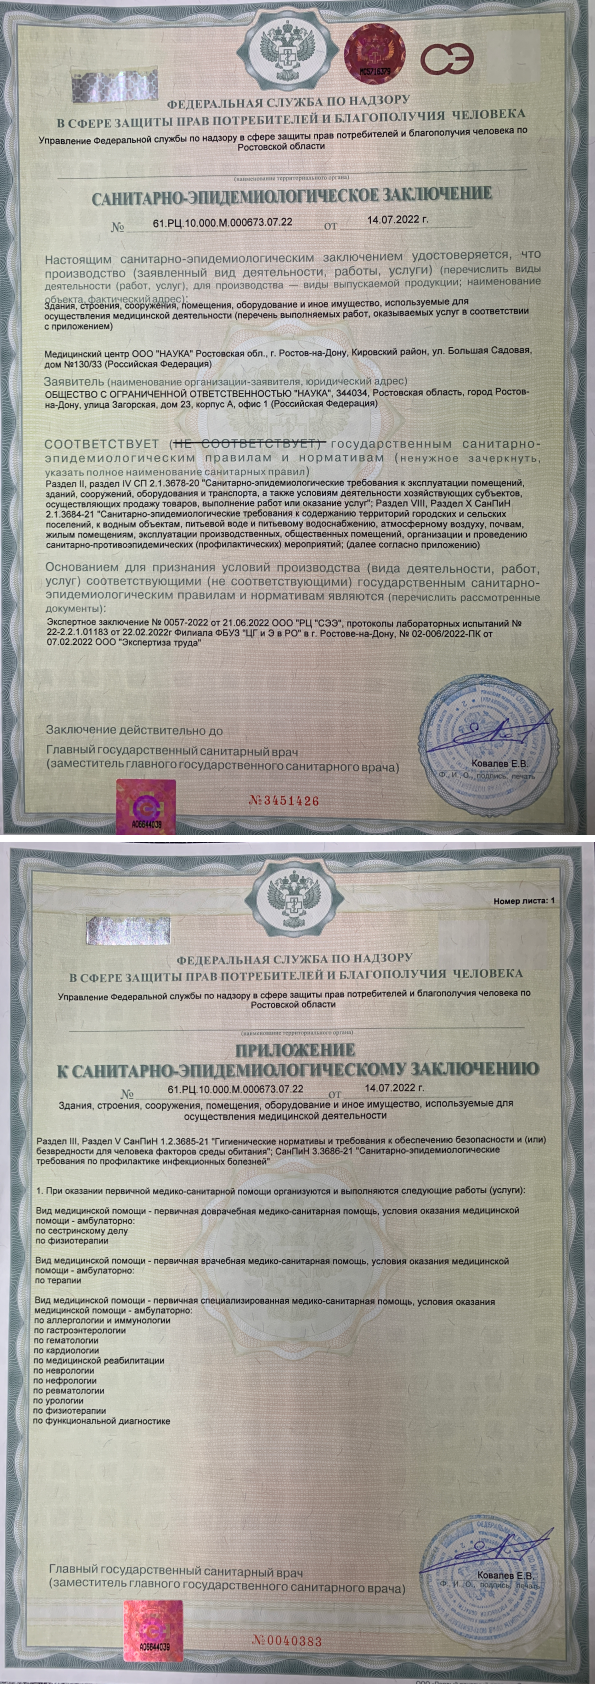 МС5716379
СЭ
ФЕДЕРАЛЬНАЯ СЛУЖБА ПО НАДЗОРУ
В СФЕРЕ ЗАЩИТЫ ПРАВ ПОТРЕБИТЕЛЕЙ И БЛАГОПОЛУЧИЯ ЧЕЛОВЕКА
Управление Федеральной службы по надзору в сфере защиты прав потребителей и благополучия человека по
Ростовской области
(наименование территориального органа)
САНИТАРНО-ЭПИДЕМИОЛОГИЧЕСКОЕ ЗАКЛЮЧЕНИЕ
№ 61.РЦ.10.000.М.000673.07.22 от 14.07.2022 г.
Настоящим санитарно-эпидемиологическим заключением удостоверяется, что
производство (заявленный вид деятельности, работы, услуги) (перечислить виды
деятельности (работ, услуг), для производства — виды выпускаемой продукции; наименование
объекта, фактический адрес):
Здания, строения, сооружения, помещения, оборудование и иное имущество, используемые для
осуществления медицинской деятельности (перечень выполняемых работ, оказываемых услуг в соответствии
с приложением)
Медицинский центр ООО "НАУКА" Ростовская обл., г. Ростов-на-Дону, Кировский район, ул. Большая Садовая,
дом №130/33 (Российская Федерация)
Заявитель (наименование организации-заявителя, юридический адрес)
ОБЩЕСТВО С ОГРАНИЧЕННОЙ ОТВЕТСТВЕННОСТЬЮ "НАУКА", 344034, Ростовская область, город Ростов-
на-Дону, улица Загорская, дом 23, корпус А, офис 1 (Российская Федерация)
СООТВЕТСТВУЕТ (НЕ СООТВЕТСТВУЕТ) государственным санитарно-
эпидемиологическим правилам и нормативам (ненужное зачеркнуть,
указать полное наименование санитарных правил)
Раздел II, раздел IV СП 2.1.3678-20 "Санитарно-эпидемиологические требования к эксплуатации помещений,
зданий, сооружений, оборудования и транспорта, а также условиям деятельности хозяйствующих субъектов,
осуществляющих продажу товаров, выполнение работ или оказание услуг"; Раздел VIII, Раздел X СанПиН
2.1.3684-21 "Санитарно-эпидемиологические требования к содержанию территорий городских и сельских
поселений, к водным объектам, питьевой воде и питьевому водоснабжению, атмосферному воздуху, почвам,
жилым помещениям, эксплуатации производственных, общественных помещений, организации и проведению
санитарно-противоэпидемических (профилактических) мероприятий; (далее согласно приложению)
Основанием для признания условий производства (вида деятельности, работ,
услуг) соответствующими (не соответствующими) государственным санитарно-
эпидемиологическим правилам и нормативам являются (перечислить рассмотренные
документы):
Экспертное заключение № 0057-2022 от 21.06.2022 ООО "РЦ "СЭЭ", протоколы лабораторных испытаний №
22-2.2.1.01183 от 22.02.2022г Филиала ФБУЗ "ЦГ и Э в РО" в г. Ростове-на-Дону, № 02-006/2022-ПК от
07.02.2022 ООО "Экспертиза труда"
Заключение действительно до
Главный государственный санитарный врач
(заместитель главного государственного санитарного врача)
Ковалев Е.В.
Ф. И. О., подпись, печать
А06844039
№3451426
Номер листа: 1
ФЕДЕРАЛЬНАЯ СЛУЖБА ПО НАДЗОРУ
В СФЕРЕ ЗАЩИТЫ ПРАВ ПОТРЕБИТЕЛЕЙ И БЛАГОПОЛУЧИЯ ЧЕЛОВЕКА
Управление Федеральной службы по надзору в сфере защиты прав потребителей и благополучия человека по
Ростовской области
(наименование территориального органа)
ПРИЛОЖЕНИЕ
К САНИТАРНО-ЭПИДЕМИОЛОГИЧЕСКОМУ ЗАКЛЮЧЕНИЮ
№ 61.РЦ.10.000.М.000673.07.22 от 14.07.2022 г.
Здания, строения, сооружения, помещения, оборудование и иное имущество, используемые для
осуществления медицинской деятельности
Раздел III, Раздел V СанПиН 1.2.3685-21 "Гигиенические нормативы и требования к обеспечению безопасности и (или)
безвредности для человека факторов среды обитания"; СанПиН 3.3686-21 "Санитарно-эпидемиологические
требования по профилактике инфекционных болезней"
1. При оказании первичной медико-санитарной помощи организуются и выполняются следующие работы (услуги):
Вид медицинской помощи - первичная доврачебная медико-санитарная помощь, условия оказания медицинской
помощи - амбулаторно:
по сестринскому делу
по физиотерапии
Вид медицинской помощи - первичная врачебная медико-санитарная помощь, условия оказания медицинской
помощи - амбулаторно:
по терапии
Вид медицинской помощи - первичная специализированная медико-санитарная помощь, условия оказания
медицинской помощи - амбулаторно:
по аллергологии и иммунологии
по гастроэнтерологии
по гематологии
по кардиологии
по медицинской реабилитации
по неврологии
по нефрологии
по ревматологии
по урологии
по физиотерапии
по функциональной диагностике
Главный государственный санитарный врач
(заместитель главного государственного санитарного врача)
Ковалев Е.В.
Ф. И. О., подпись, печать
А06844039
№0040383